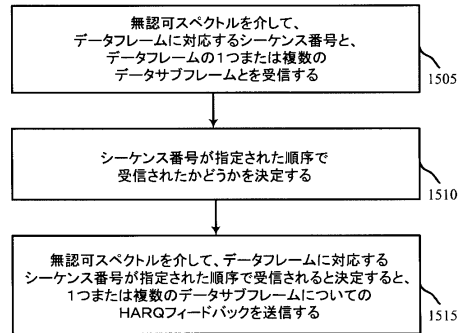 無認可スペクトルを介して、
データフレームに対応するシーケンス番号と、
データフレームの1つまたは複数の
データサブフレームとを受信する
1505
シーケンス番号が指定された順序で
受信されたかどうかを決定する
1510
無認可スペクトルを介して、データフレームに対応する
シーケンス番号が指定された順序で受信されると決定すると、
1つまたは複数のデータサブフレームについての
HARQフィードバックを送信する
1515